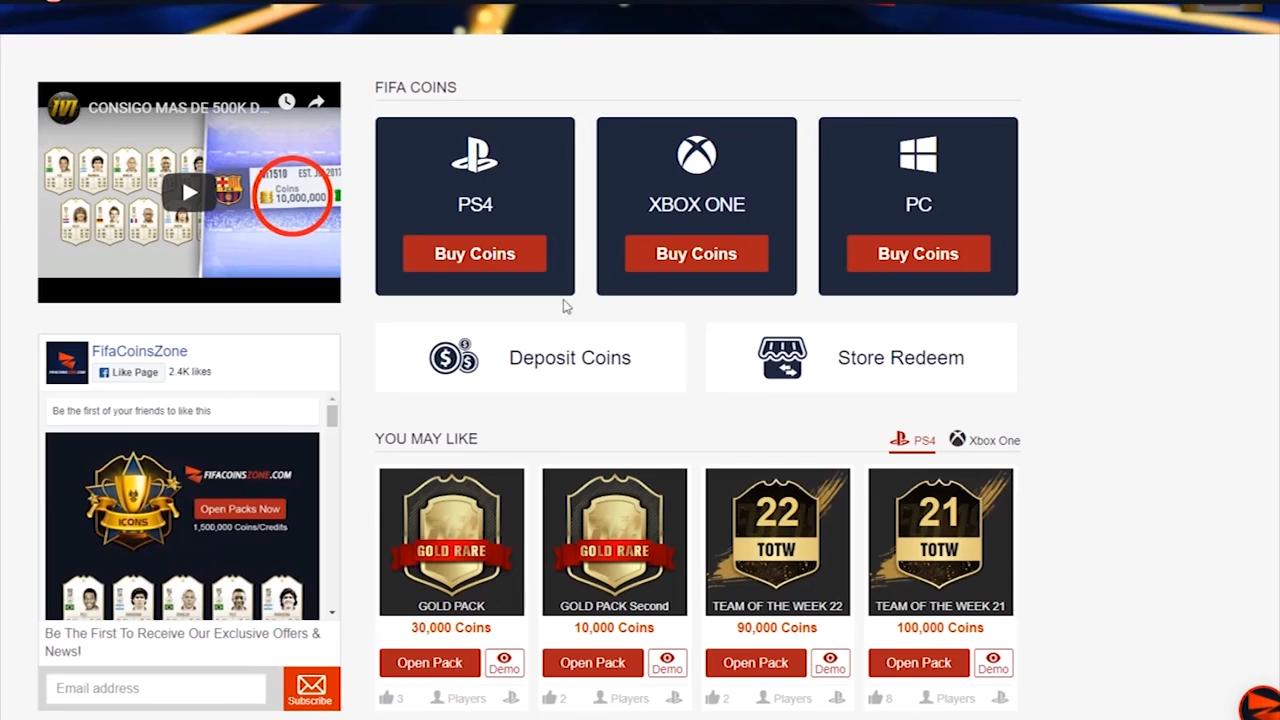 CONSIGO MAS DE 500K D...
EST. JUL 2017
Coins
10,000,000
FifaCoinsZone
Like Page 2.4K likes
Be the first of your friends to like this
FIFACOINSZONE.COM
Open Packs Now
1,500,000 Coins/Credits
ICONS
Be The First To Receive Our Exclusive Offers &
News!
Email address
Subscribe
FIFA COINS
PS4
Buy Coins
XBOX ONE
Buy Coins
PC
Buy Coins
Deposit Coins
Store Redeem
YOU MAY LIKE
PS4
Xbox One
GOLD RARE
GOLD PACK
30,000 Coins
Open Pack
Demo
3
Players
GOLD RARE
GOLD PACK Second
10,000 Coins
Open Pack
Demo
2
Players
22
TOTW
TEAM OF THE WEEK 22
90,000 Coins
Open Pack
Demo
2
Players
21
TOTW
TEAM OF THE WEEK 21
100,000 Coins
Open Pack
Demo
8
Players